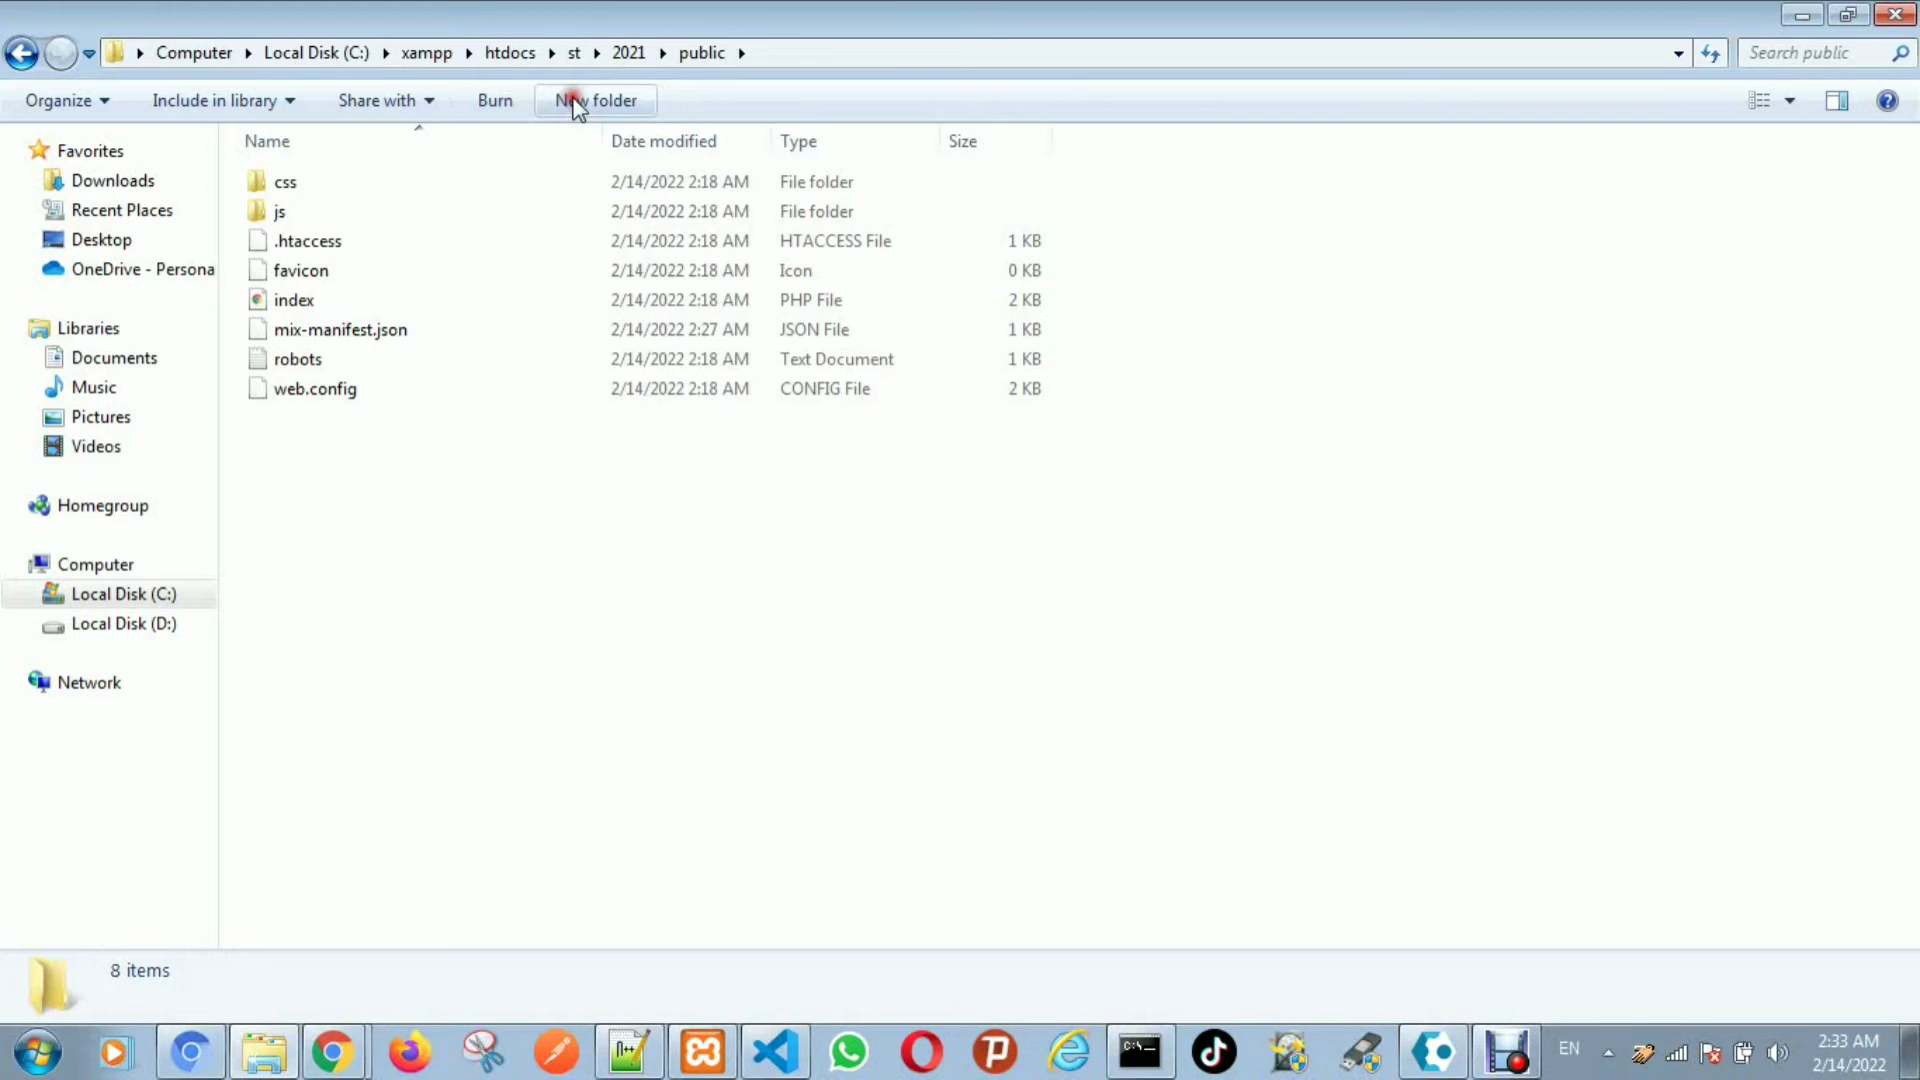 Computer Local Disk (C:) xampp htdocs st 2021 public
Search public
Organize Include in library Share with Burn New folder
Name Date modified Type Size
Favorites
Downloads
Recent Places
Desktop
OneDrive - Persona
Libraries
Documents
Music
Pictures
Videos
Homegroup
Computer
Local Disk (C:)
Local Disk (D:)
Network
css 2/14/2022 2:18 AM File folder
js 2/14/2022 2:18 AM File folder
.htaccess 2/14/2022 2:18 AM HTACCESS File 1 KB
favicon 2/14/2022 2:18 AM Icon 0 KB
index 2/14/2022 2:18 AM PHP File 2 KB
mix-manifest.json 2/14/2022 2:27 AM JSON File 1 KB
robots 2/14/2022 2:18 AM Text Document 1 KB
web.config 2/14/2022 2:18 AM CONFIG File 2 KB
8 items
EN
2:33 AM
2/14/2022